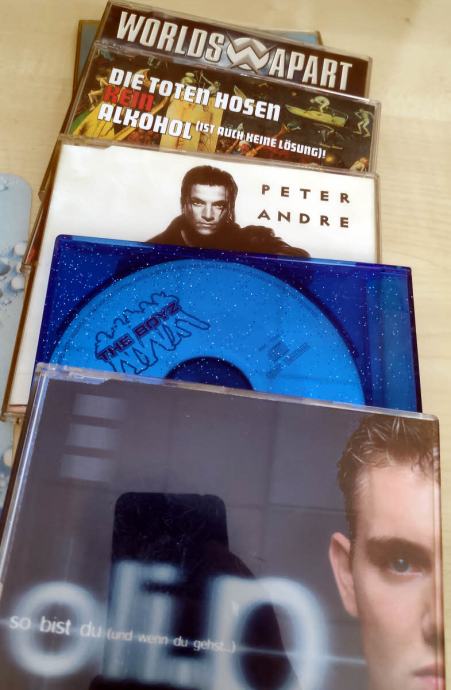 WORLDS APART
DIE TOTEN HOSEN
KEIN
ALKOHOL (IST AUCH KEINE LÖSUNG)!
PETER
ANDRE
THE BOYZ
OLI.P
so bist du (und wenn du gehst...)